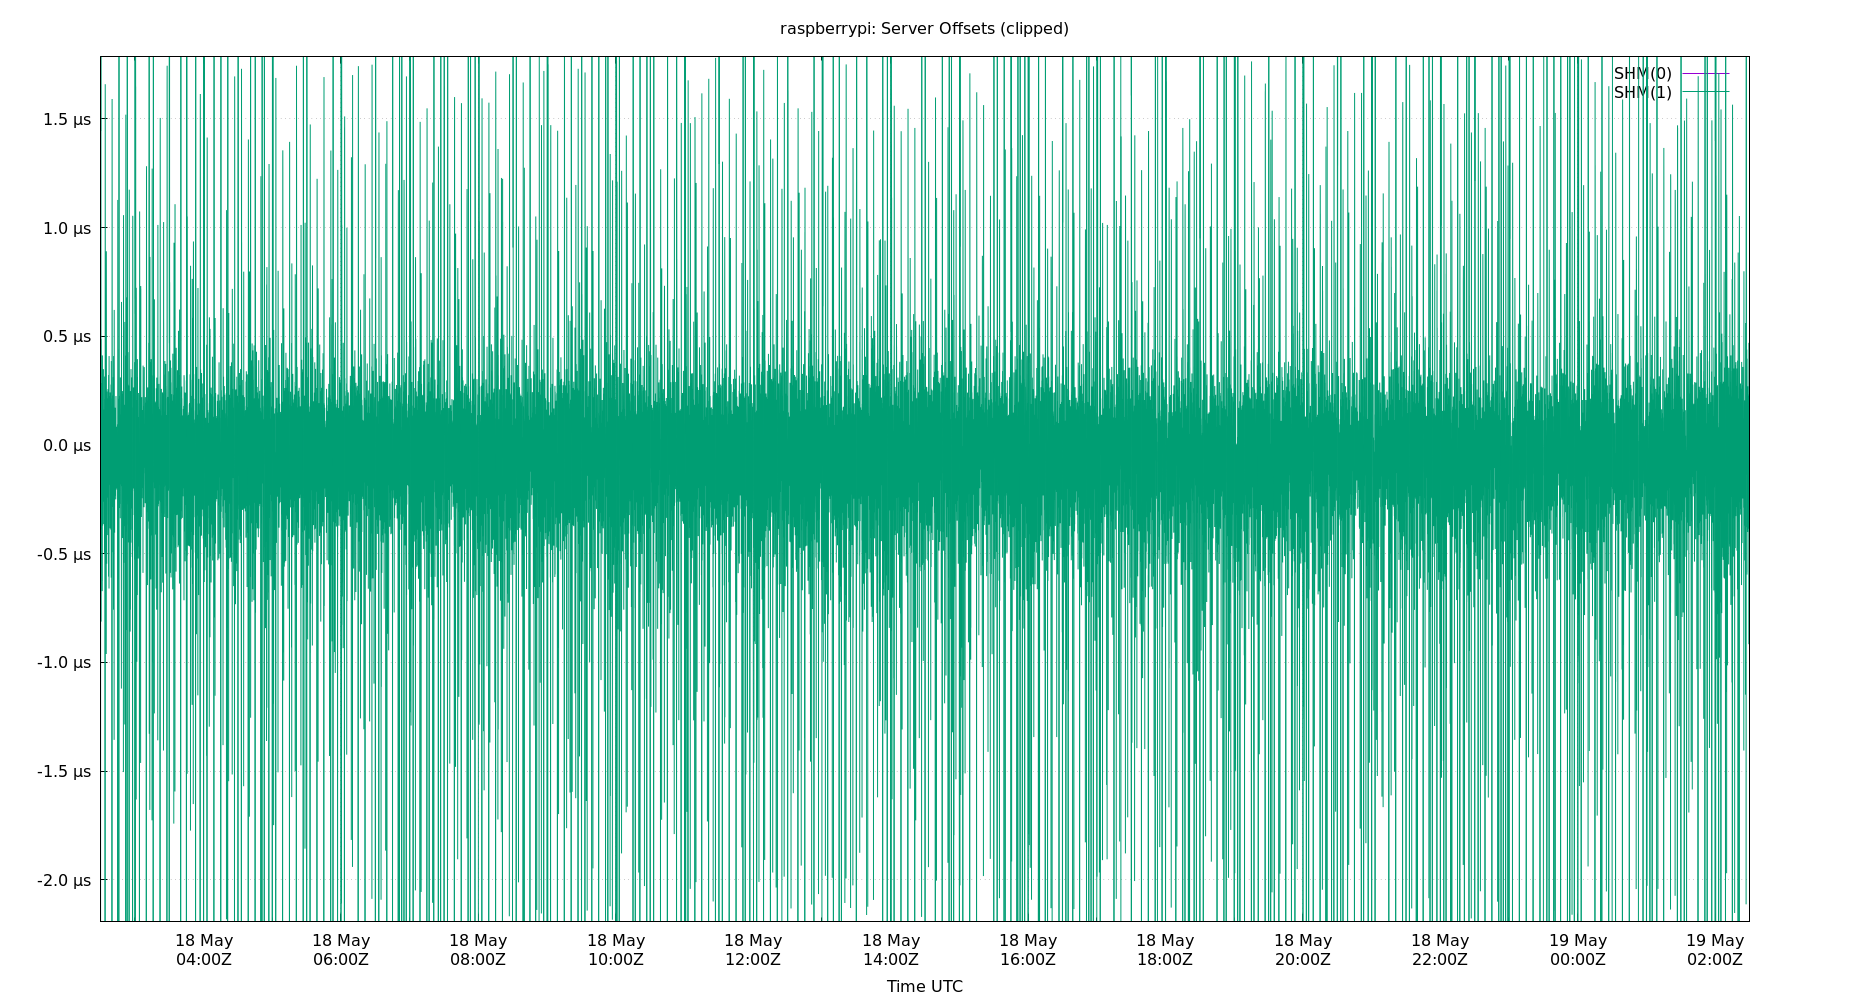 raspberrypi: Server Offsets (clipped)
SHM(0)
SHM(1)
1.5 µs
1.0 µs
0.5 µs
0.0 µs
-0.5 µs
-1.0 µs
-1.5 µs
-2.0 µs
18 May 18 May 18 May 18 May 18 May 18 May 18 May 18 May 18 May 18 May 19 May 19 May
04:00Z 06:00Z 08:00Z 10:00Z 12:00Z 14:00Z 16:00Z 18:00Z 20:00Z 22:00Z 00:00Z 02:00Z
Time UTC